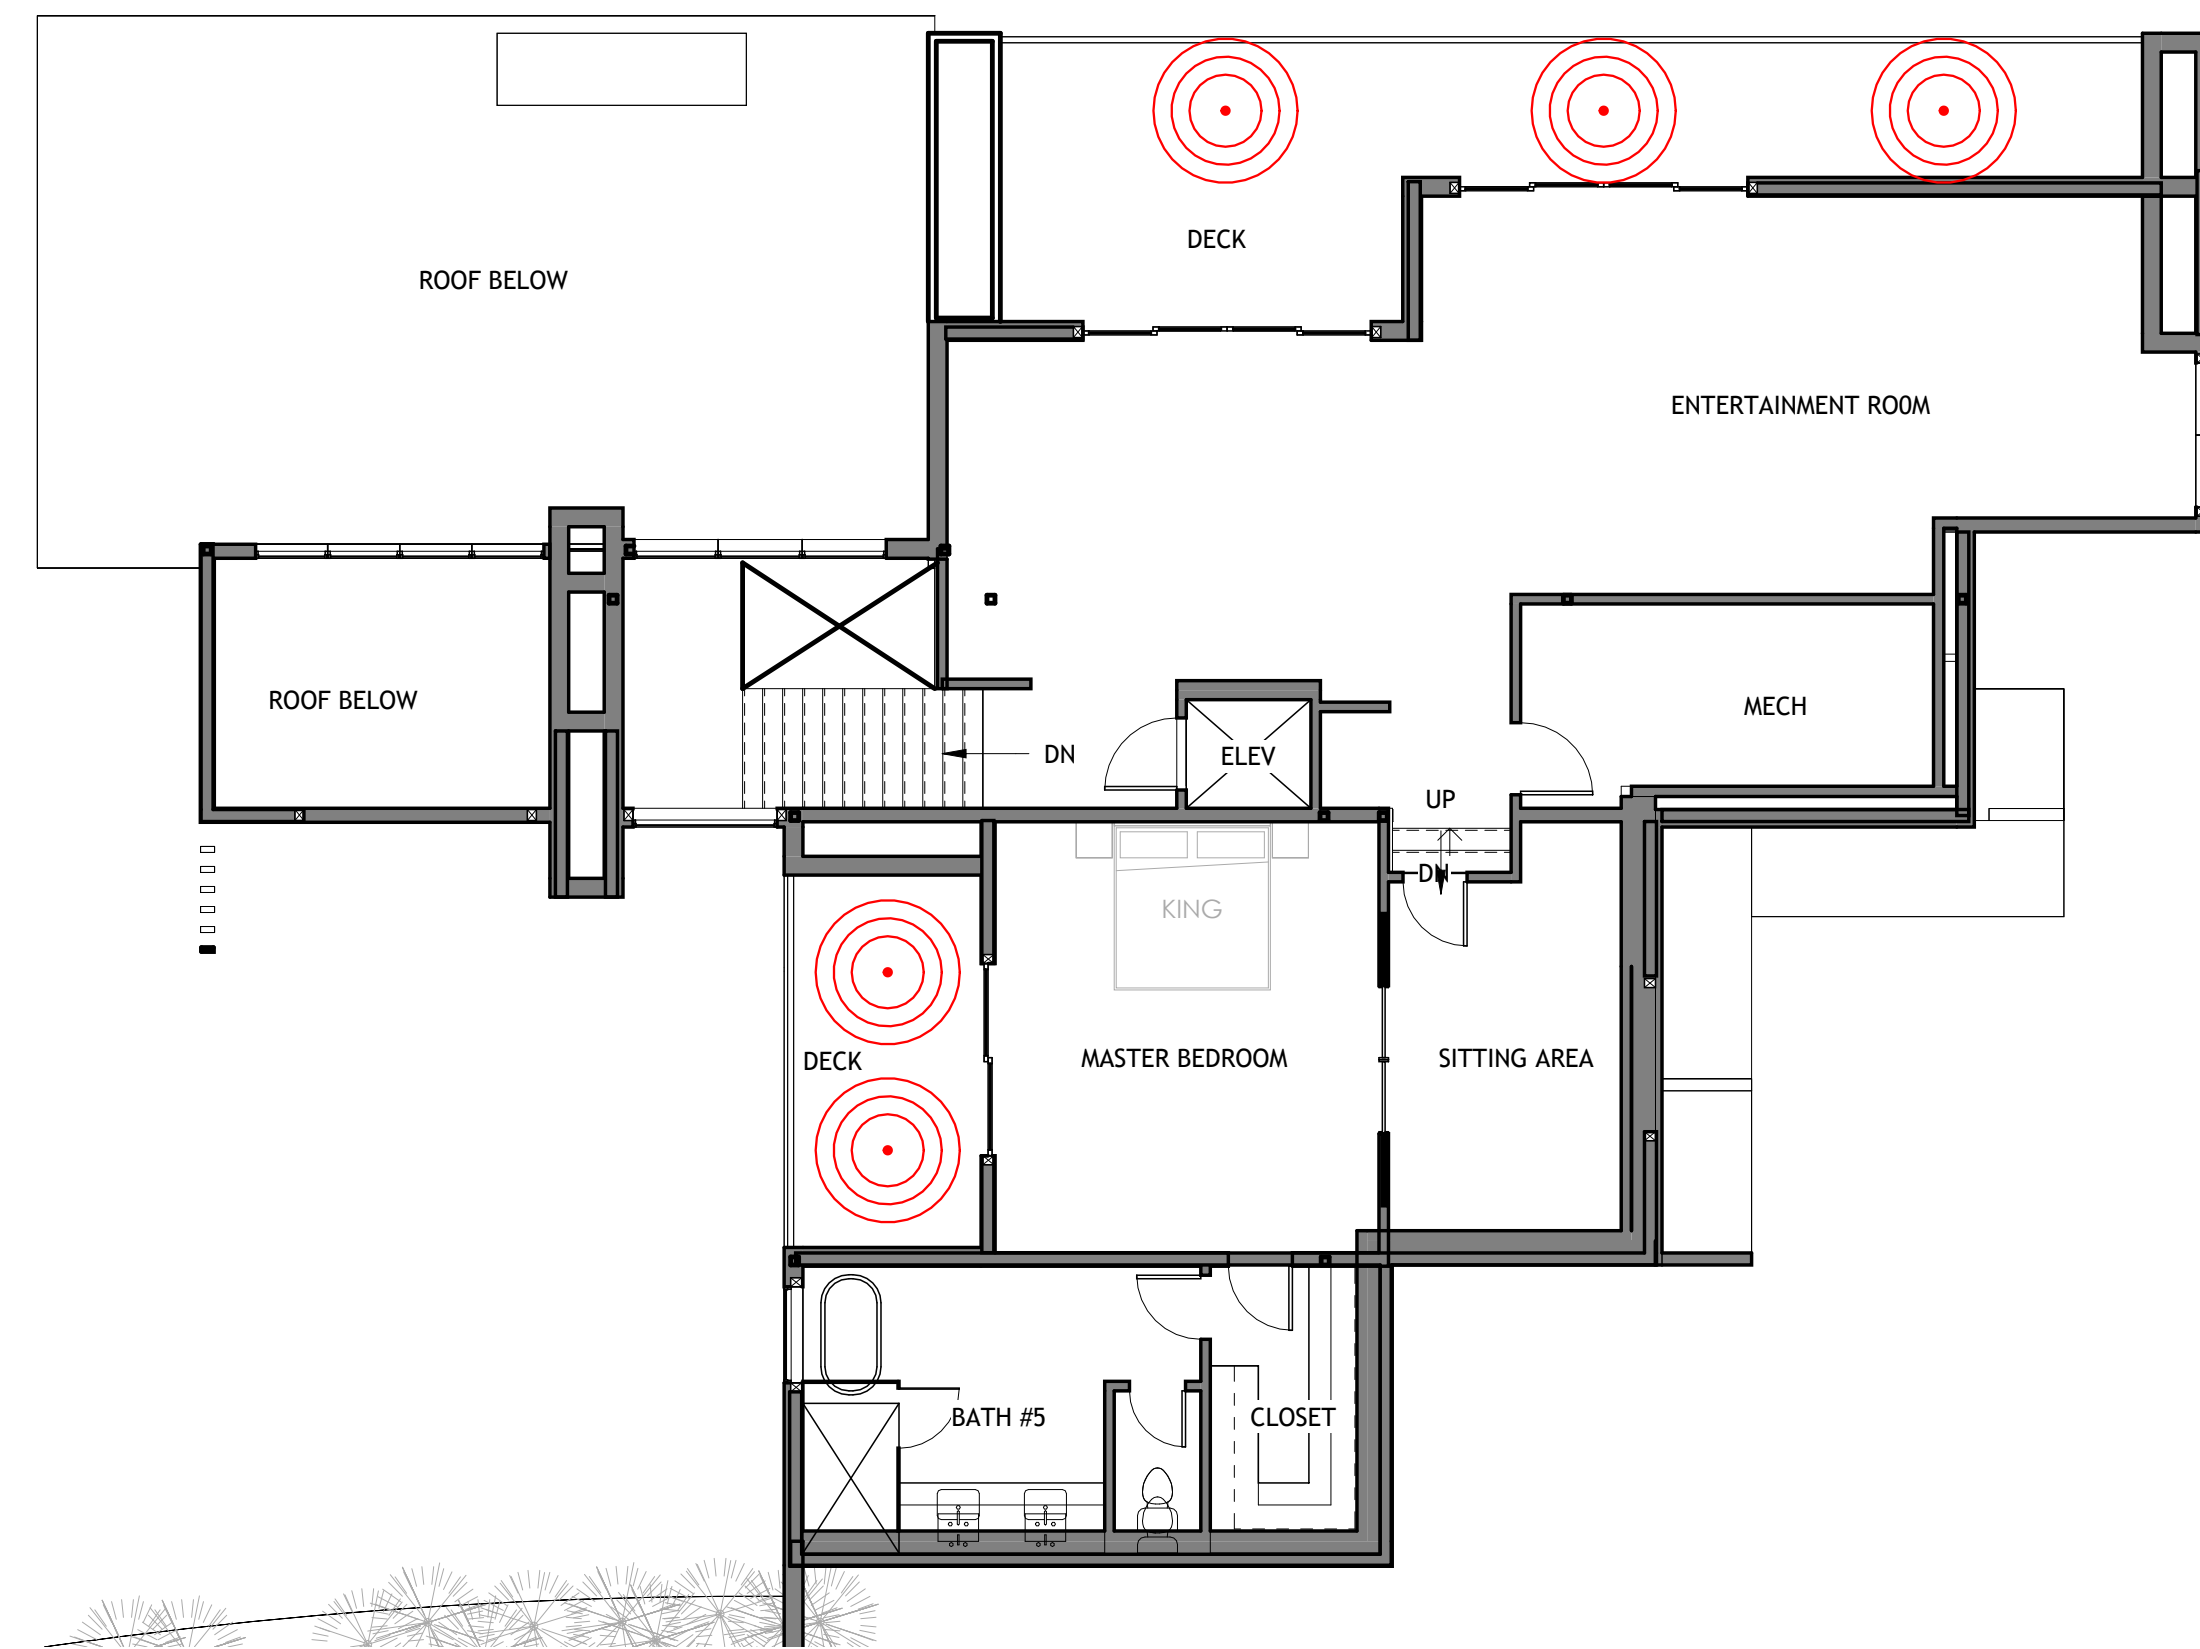 DECK
ROOF BELOW
ENTERTAINMENT RO0M
ROOF BELOW
MECH
DN
ELEV
UP
DN
KING
DECK
MASTER BEDROOM
SITTING AREA
BATH #5
CLOSET